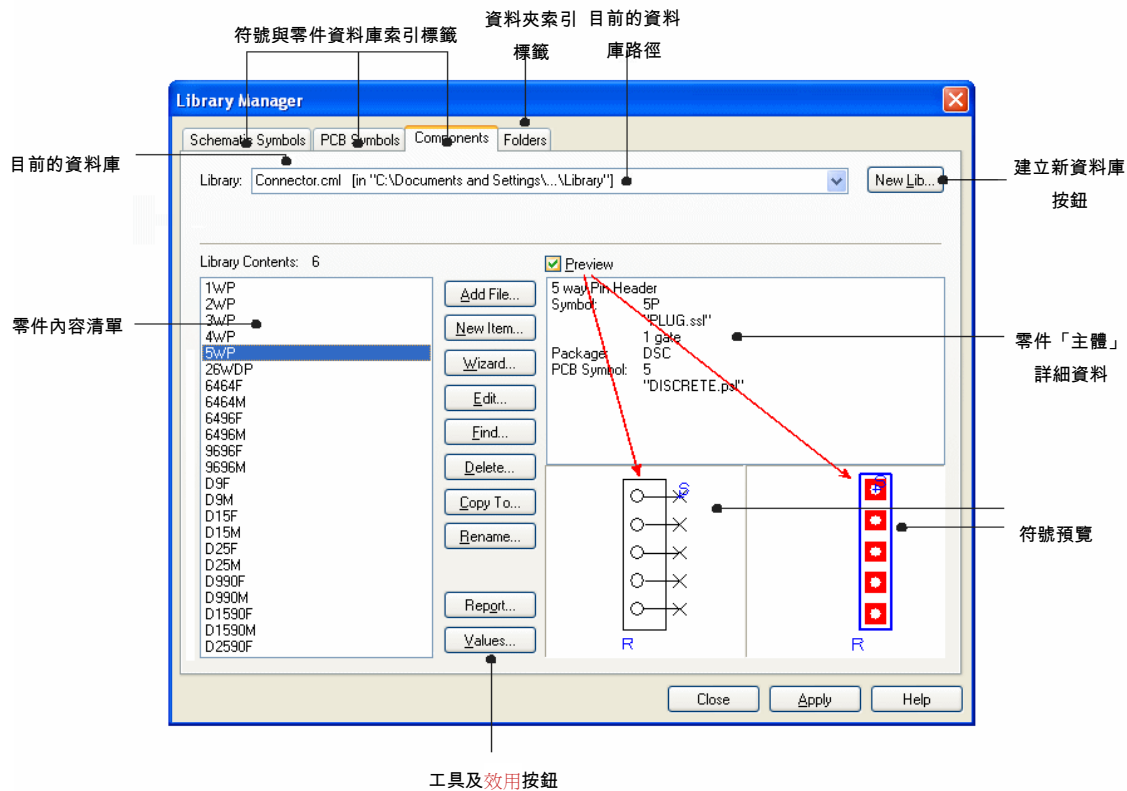 符號與零件資料庫索引標籤
資料夾索引
標籤
目前的資料
庫路徑
Library Manager
Schematic Symbols
PCB Symbols
Components
Folders
目前的資料庫
Library: Connector.cml [in "C:\Documents and Settings\...\Library"]
New Lib...
建立新資料庫
按鈕
Library Contents: 6
Preview
1WP
2WP
3WP
4WP
5WP
26WDP
6464F
6464M
6496F
6496M
9696F
9696M
D9F
D9M
D15F
D15M
D25F
D25M
D990F
D990M
D1590F
D1590M
D2590F
零件內容清單
Add File...
New Item...
Wizard...
Edit...
Find...
Delete...
Copy To...
Rename...
Report...
Values...
5 way Pin Header
Symbol: 5P
"PLUG.ssl"
1 gate
Package: DSC
PCB Symbol: 5
"DISCRETE.psl"
零件「主體」
詳細資料
S
R
S
R
符號預覽
Close
Apply
Help
工具及效用按鈕